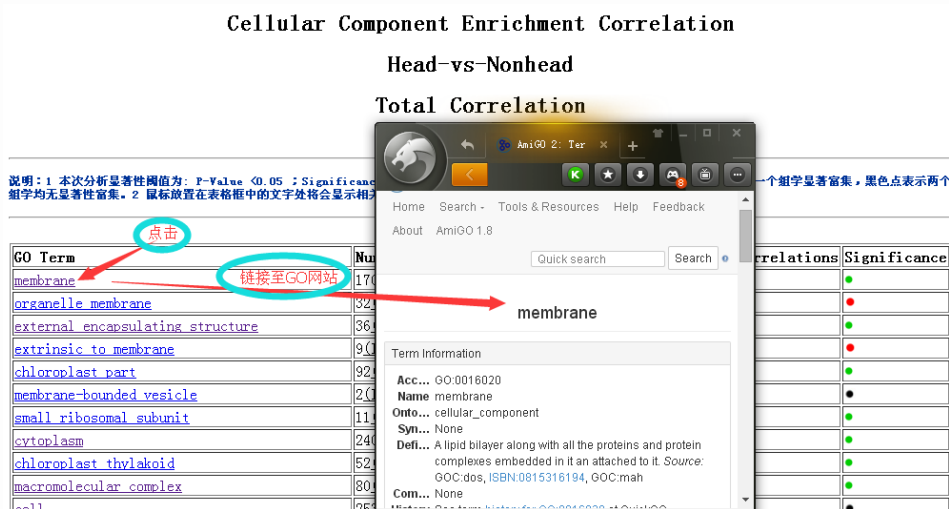 Cellular Component Enrichment Correlation
Head-vs-Nonhead
Total Correlation
AmiGO 2: Ter
说明：1 本次分析显著性阈值为: P-Value <0.05 ；Significanc
一个组学显著富集，黑色点表示两个
组学均无显著性富集。2 鼠标放置在表格框中的文字处将会显示相关
8
Home Search Tools & Resources Help Feedback
About AmiGO 1.8
点击
Quick search Search
GO Term rrelations Significance
链接至GO网站
membrane
organelle membrane
external encapsulating structure 36
extrinsic to membrane
chloroplast part 92
membrane-bounded vesicle
small ribosomal subunit 11
cytoplasm 240
chloroplast thylakoid 52
macromolecular complex 80
membrane
Term Information
Acc... GO:0016020
Name membrane
Onto... cellular_component
Syn... None
Defi... A lipid bilayer along with all the proteins and protein
complexes embedded in it an attached to it. Source:
GOC:dos, ISBN:0815316194, GOC:mah
Com... None